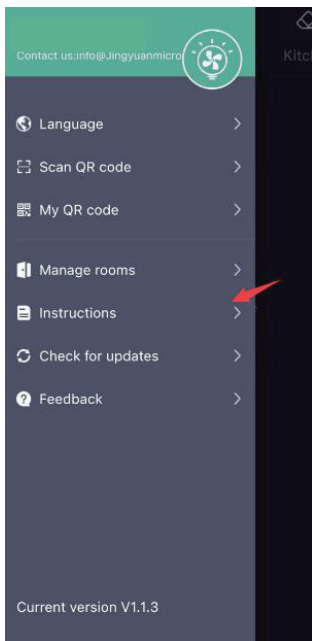 Contact us:info@Jingyuanmicro
Language
Scan QR code
My QR code
Manage rooms
Instructions
Check for updates
Feedback
Current version V1.1.3